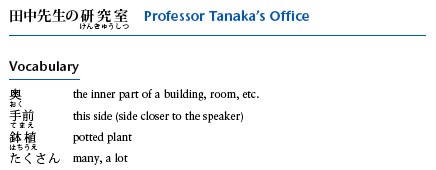 田中先生の研究室 Professor Tanaka's Office
けんきゅうしつ
Vocabulary
奥 the inner part of a building, room, etc.
おく
手前 this side (side closer to the speaker)
てまえ
鉢植 potted plant
はちうえ
たくさん many, a lot